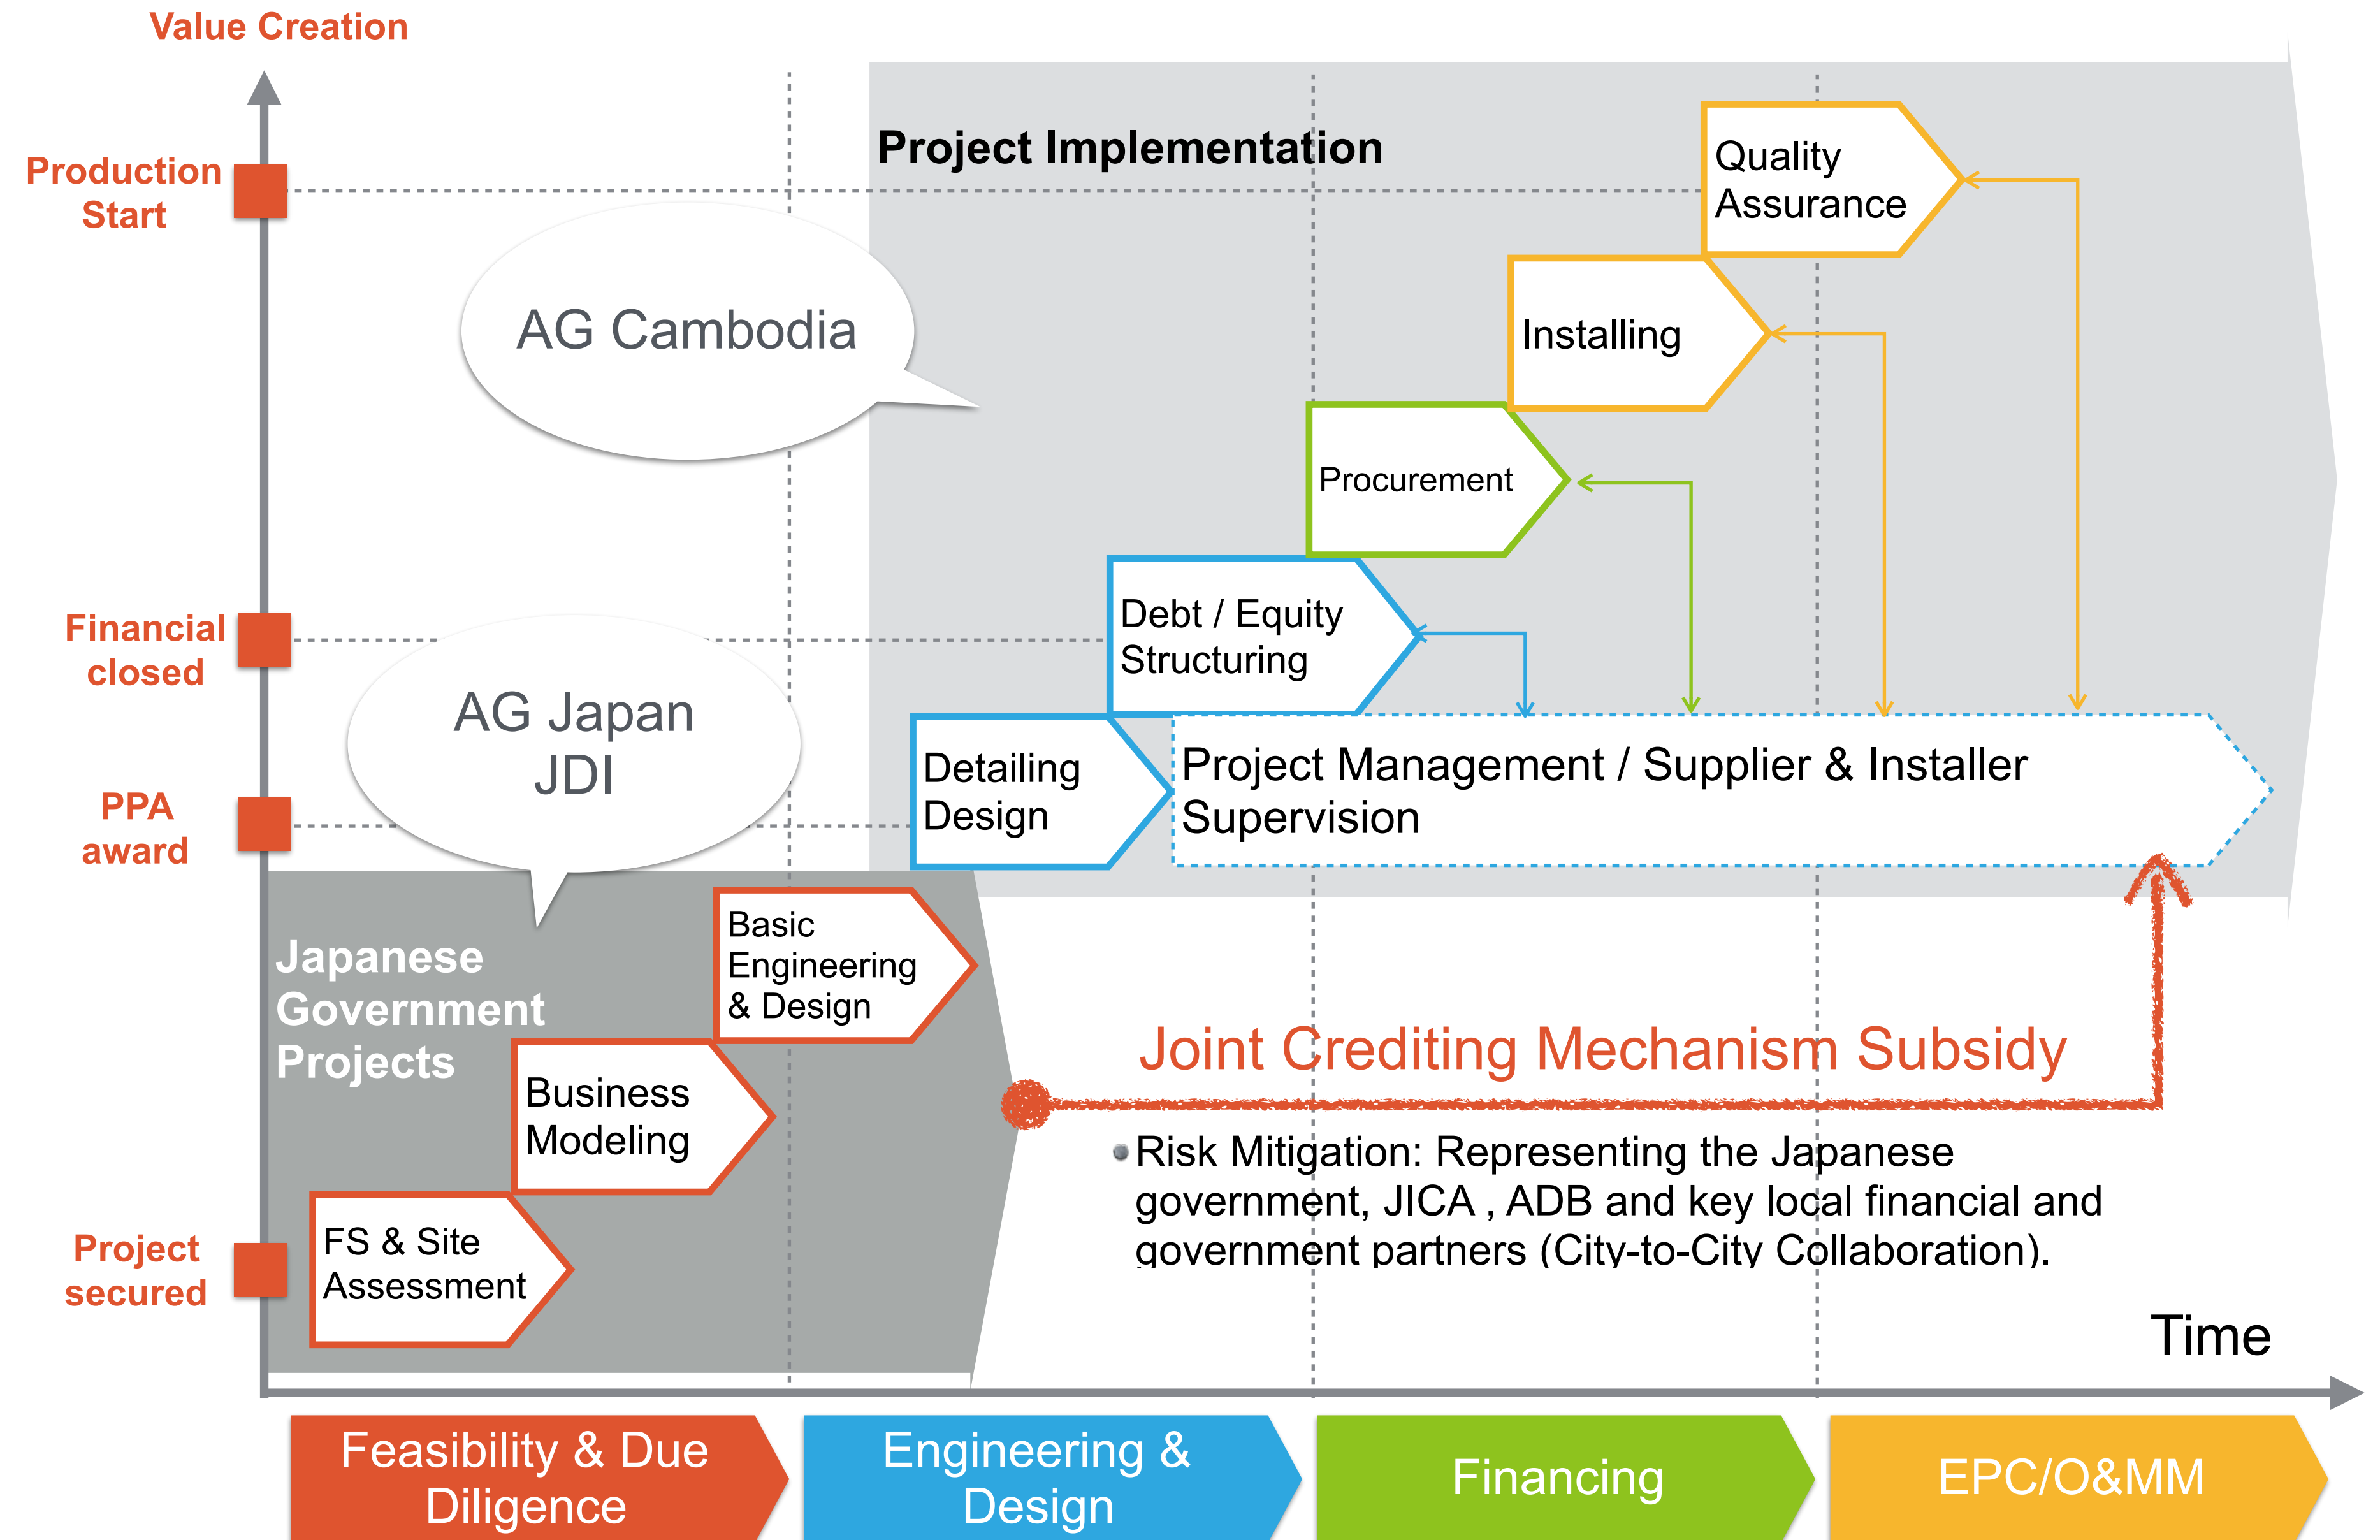 Value Creation
Production
Start
Project Implementation
Quality
Assurance
AG Cambodia
Installing
Procurement
Financial
closed
Debt / Equity
Structuring
AG Japan
JDI
PPA
award
Detailing
Design
Project Management / Supplier & Installer
Supervision
Japanese
Government
Projects
Basic
Engineering
& Design
Business
Modeling
Joint Crediting Mechanism Subsidy
Risk Mitigation: Representing the Japanese
government, JICA , ADB and key local financial and
government partners (City-to-City Collaboration).
Project
secured
FS & Site
Assessment
Time
Feasibility & Due
Diligence
Engineering &
Design
Financing
EPC/O&MM